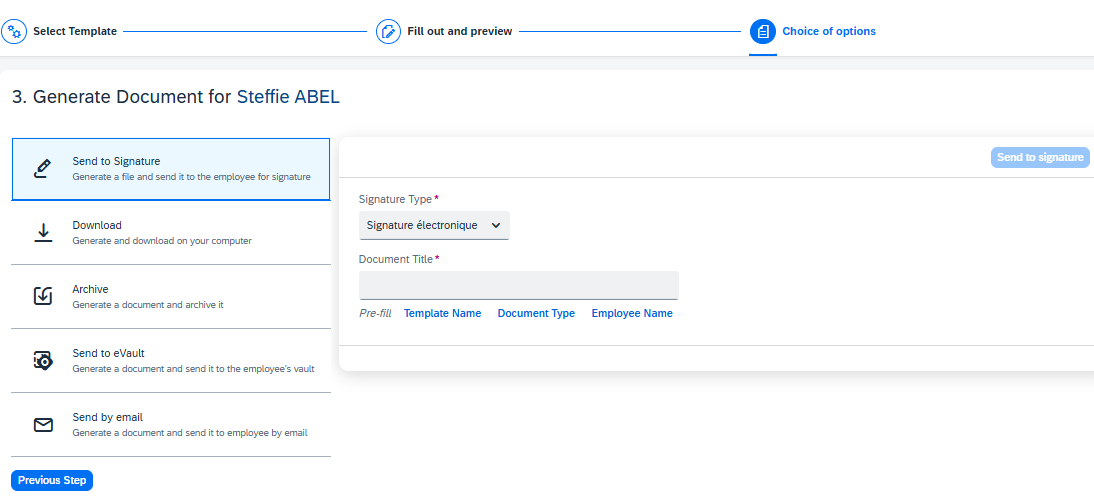 Select Template
Fill out and preview
Choice of options
3. Generate Document for Steffie ABEL
Send to Signature
Generate a file and send it to the employee for signature
Download
Generate and download on your computer
Archive
Generate a document and archive it
Send to eVault
Generate a document and send it to the employee's vault
Send by email
Generate a document and send it to employee by email
Previous Step
Send to signature
Signature Type *
Signature électronique
Document Title *
Pre-fill Template Name Document Type Employee Name